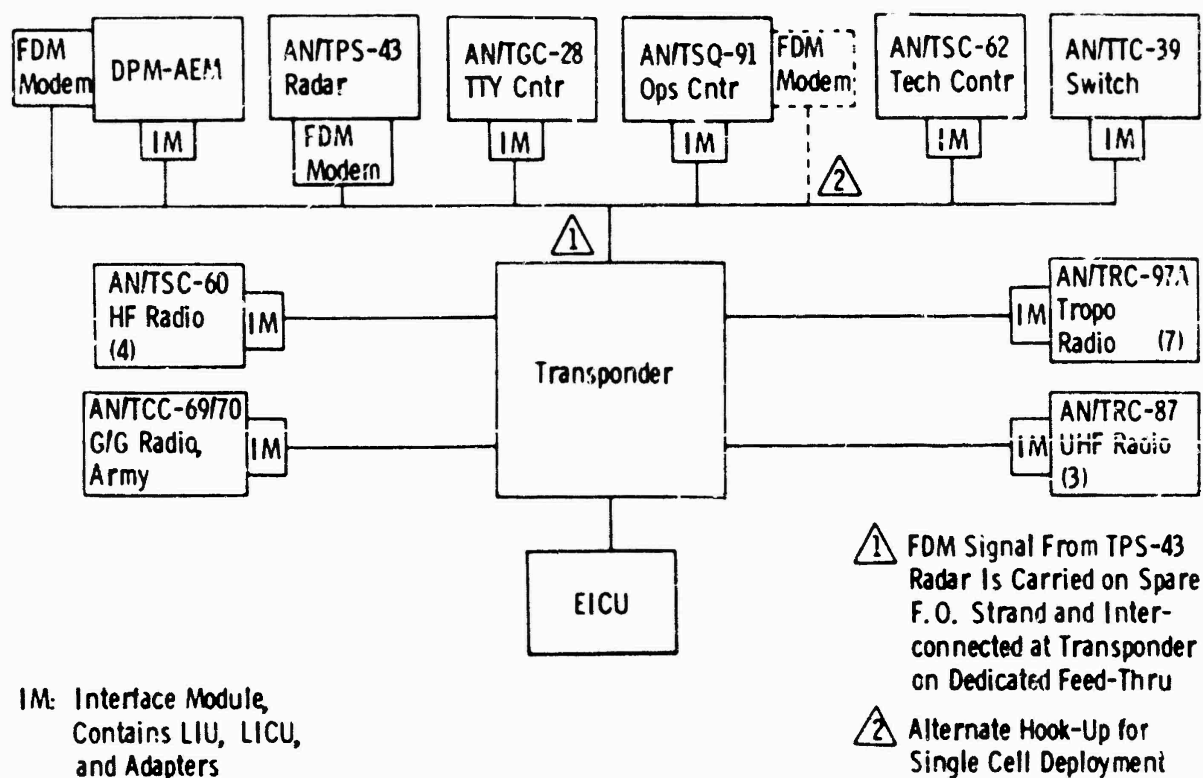 FDM
Modem
DPM-AEM
IM
AN/TPS-43
Radar
FDM
Modem
AN/TGC-28
TTY Cntr
IM
AN/TSQ-91
Ops Cntr
IM
FDM
Modem
AN/TSC-62
Tech Contr
IM
AN/TTC-39
Switch
IM
2
1
AN/TSC-60
HF Radio
(4)
IM
AN/TCC-69/70
G/G Radio,
Army
IM
Transponder
EICU
IM
AN/TRC-97A
Tropo
Radio (7)
IM
AN/TRC-87
UHF Radio
(3)
IM: Interface Module,
Contains LIU, LICU,
and Adapters
1 FDM Signal From TPS-43
Radar Is Carried on Spare
F.O. Strand and Inter-
connected at Transponder
on Dedicated Feed-Thru
2 Alternate Hook-Up for
Single Cell Deployment